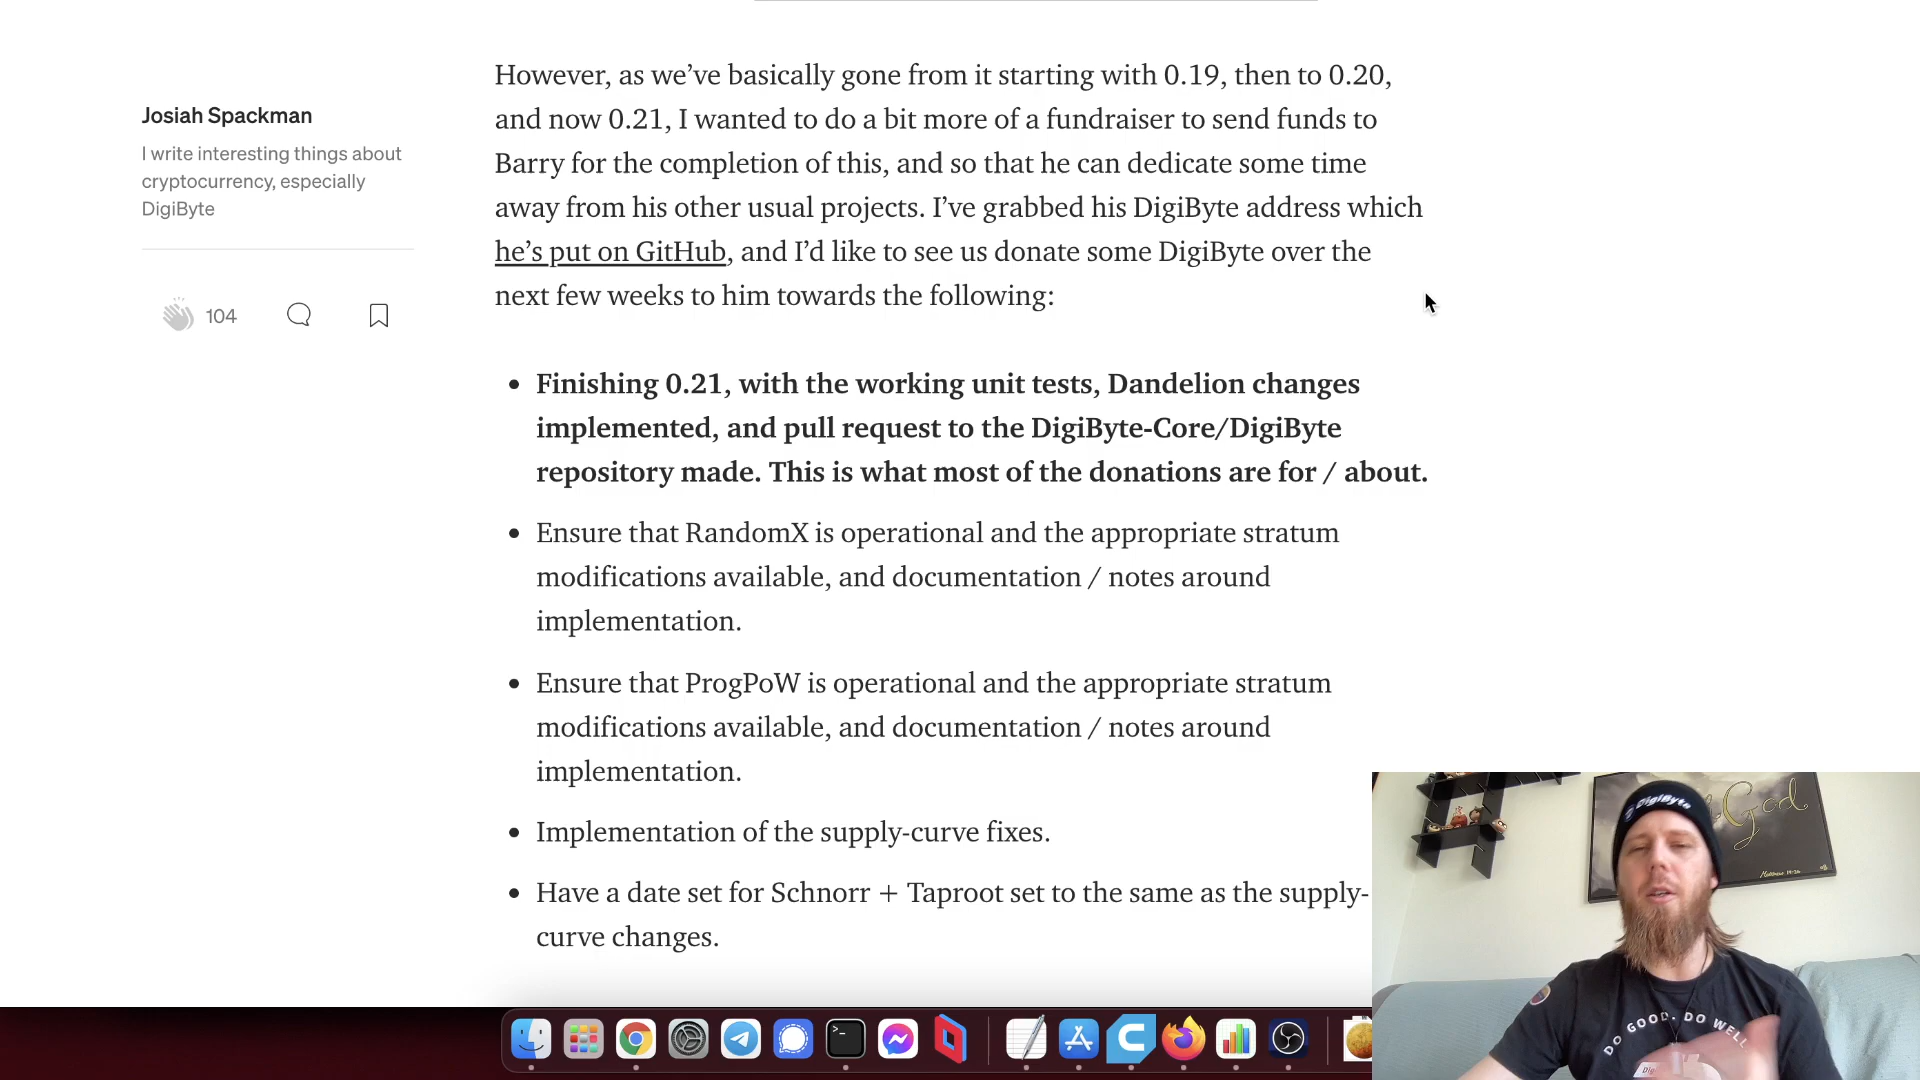 Josiah Spackman
I write interesting things about
cryptocurrency, especially
DigiByte
104
However, as we’ve basically gone from it starting with 0.19, then to 0.20,
and now 0.21, I wanted to do a bit more of a fundraiser to send funds to
Barry for the completion of this, and so that he can dedicate some time
away from his other usual projects. I’ve grabbed his DigiByte address which
he’s put on GitHub, and I’d like to see us donate some DigiByte over the
next few weeks to him towards the following:
• Finishing 0.21, with the working unit tests, Dandelion changes
implemented, and pull request to the DigiByte-Core/DigiByte
repository made. This is what most of the donations are for / about.
• Ensure that RandomX is operational and the appropriate stratum
modifications available, and documentation / notes around
implementation.
• Ensure that ProgPoW is operational and the appropriate stratum
modifications available, and documentation / notes around
implementation.
• Implementation of the supply-curve fixes.
• Have a date set for Schnorr + Taproot set to the same as the supply-
curve changes.
DigiByte
God
DO GOOD. DO WELL